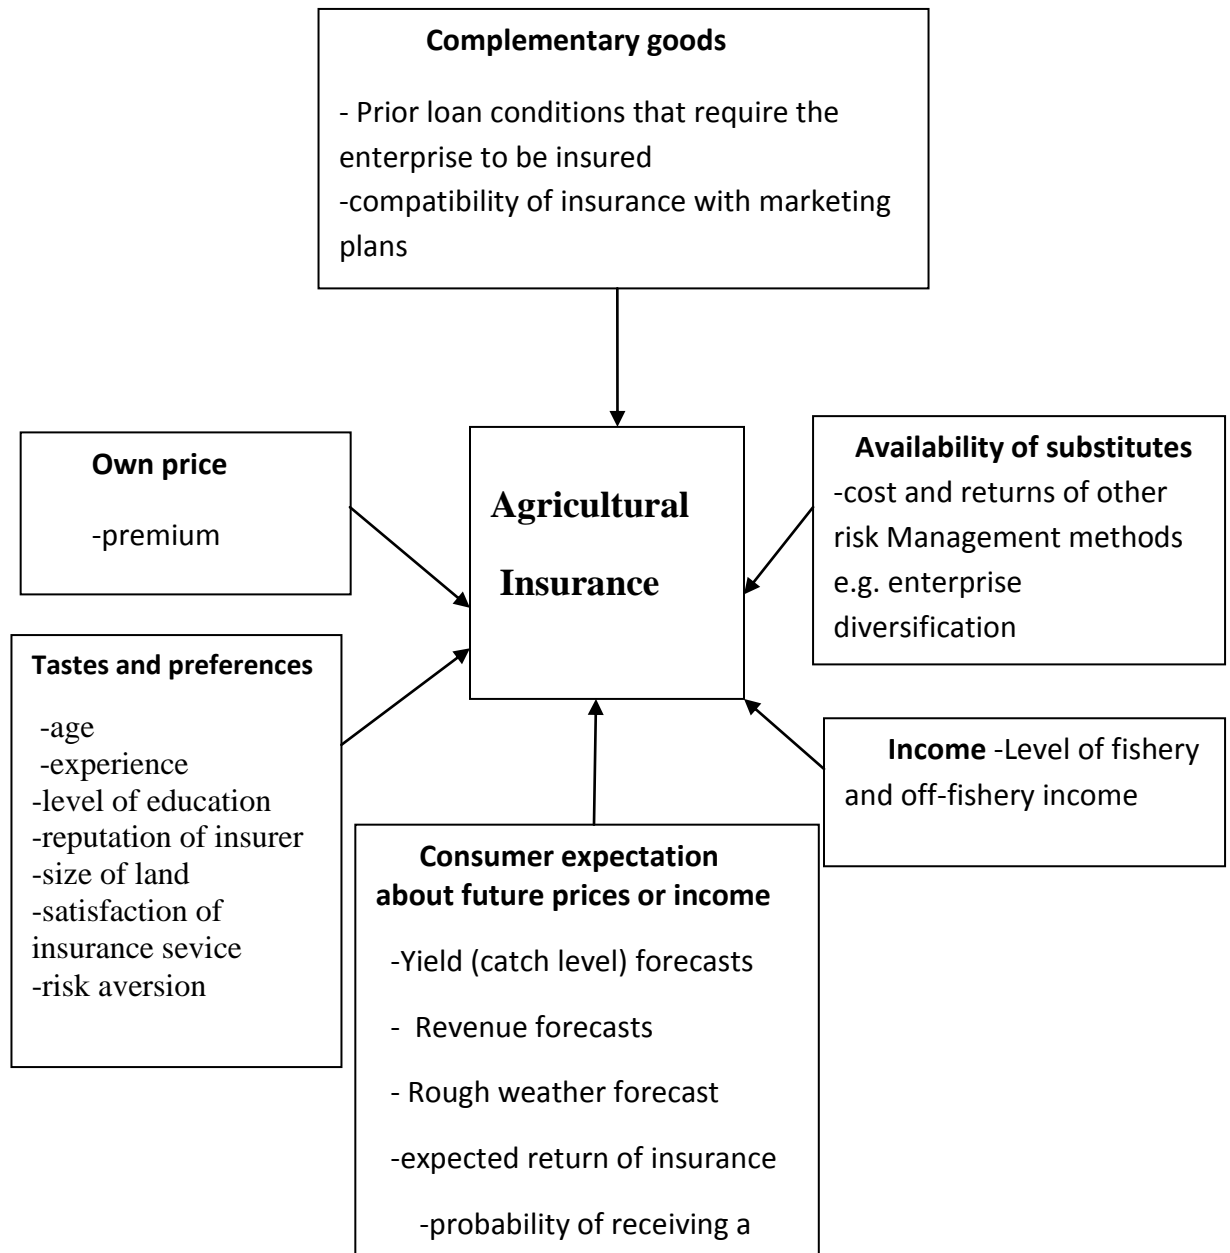 Complementary goods
- Prior loan conditions that require the
enterprise to be insured
-compatibility of insurance with marketing
plans
Own price
-premium
Agricultural
Insurance
Availability of substitutes
-cost and returns of other
risk Management methods
e.g. enterprise
diversification
Tastes and preferences
-age
-experience
-level of education
-reputation of insurer
-size of land
-satisfaction of
insurance sevice
-risk aversion
Income -Level of fishery
and off-fishery income
Consumer expectation
about future prices or income
-Yield (catch level) forecasts
- Revenue forecasts
- Rough weather forecast
-expected return of insurance
-probability of receiving a